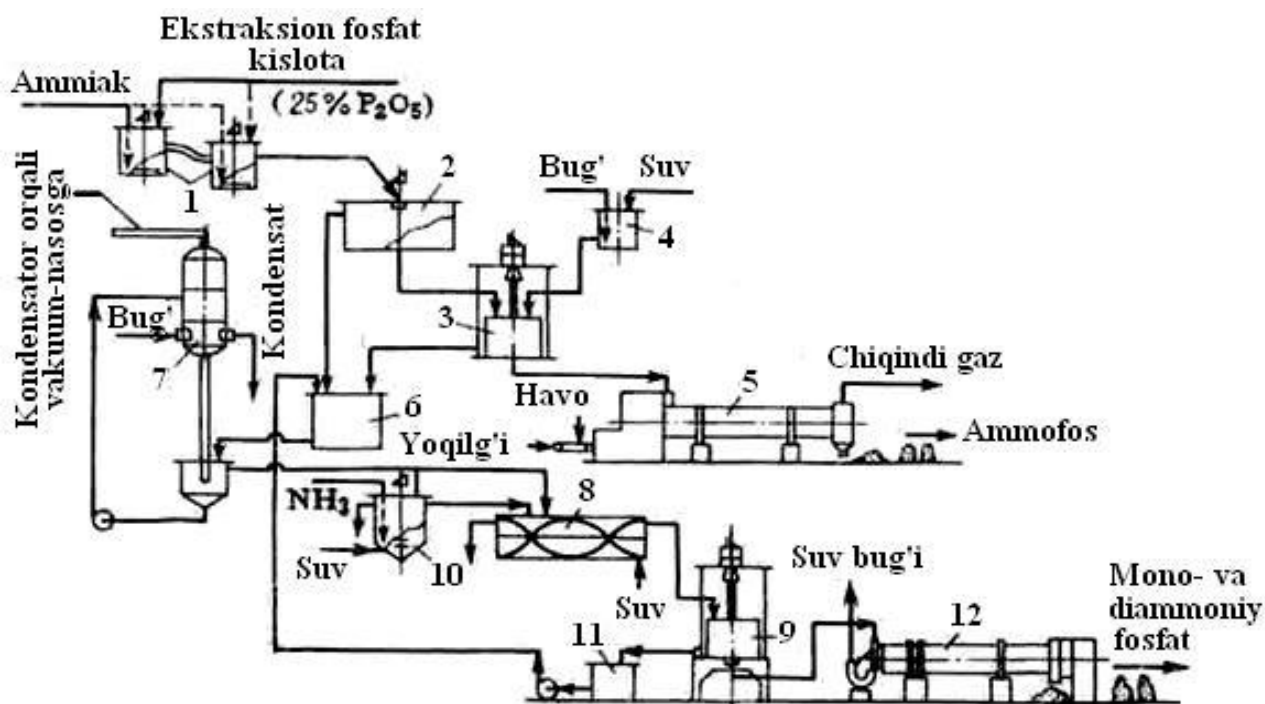 Ekstraksion fosfat
kislota
Ammiak
(25% P₂O₅)
Kondensator orqali
vakuum-nasosga
1
Kondensat
2
Bug'
Suv
4
3
Bug'
7
Chiqindi gaz
5
Havo
6
Yoqilg'i
Ammofos
NH₃
8
Suv
10
Suv
Suv bug'i
Mono- va
diammoniy
fosfat
12
9
11